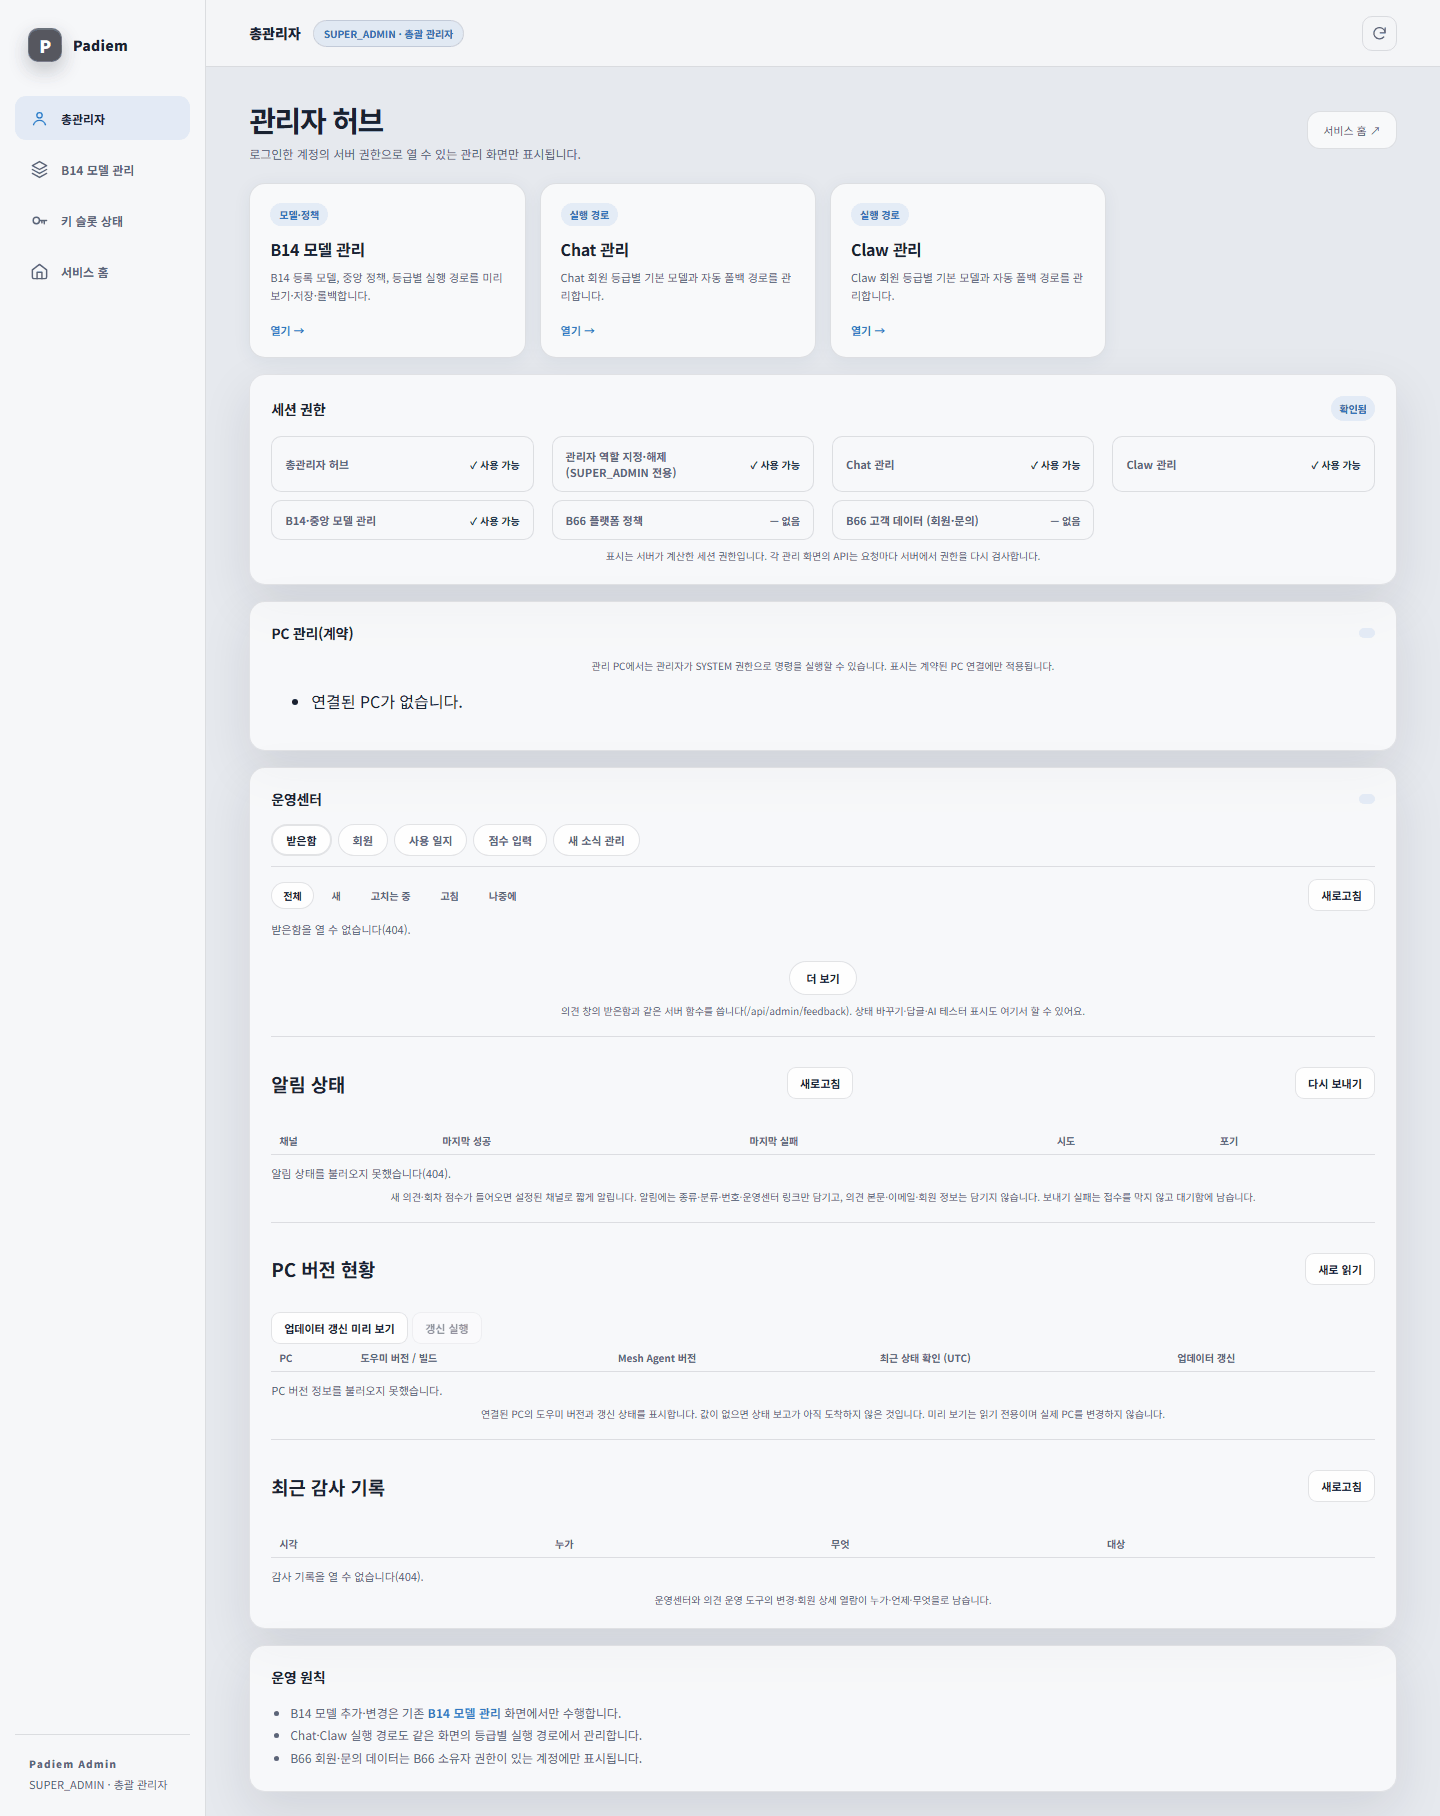 P Padiem
총관리자
B14 모델 관리
키 슬롯 상태
서비스 홈
Padiem Admin
SUPER_ADMIN · 총괄 관리자
총관리자 SUPER_ADMIN · 총괄 관리자
관리자 허브
로그인한 계정의 서버 권한으로 열 수 있는 관리 화면만 표시됩니다.
서비스 홈 ↗
모델·정책
B14 모델 관리
B14 등록 모델, 중앙 정책, 등급별 실행 경로를 미리
보기·저장·롤백합니다.
열기 →
실행 경로
Chat 관리
Chat 회원 등급별 기본 모델과 자동 폴백 경로를 관
리합니다.
열기 →
실행 경로
Claw 관리
Claw 회원 등급별 기본 모델과 자동 폴백 경로를 관
리합니다.
열기 →
세션 권한 확인됨
총관리자 허브 ✓ 사용 가능
관리자 역할 지정·해제
(SUPER_ADMIN 전용) ✓ 사용 가능
Chat 관리 ✓ 사용 가능
Claw 관리 ✓ 사용 가능
B14·중앙 모델 관리 ✓ 사용 가능
B66 플랫폼 정책 — 없음
B66 고객 데이터 (회원·문의) — 없음
표시는 서버가 계산한 세션 권한입니다. 각 관리 화면의 API는 요청마다 서버에서 권한을 다시 검사합니다.
PC 관리(계약)
관리 PC에서는 관리자가 SYSTEM 권한으로 명령을 실행할 수 있습니다. 표시는 계약된 PC 연결에만 적용됩니다.
• 연결된 PC가 없습니다.
운영센터
받은함 회원 사용 일지 점수 입력 새 소식 관리
전체 새 고치는 중 고침 나중에 새로고침
받은함을 열 수 없습니다(404).
더 보기
의견 창의 받은함과 같은 서버 함수를 씁니다(/api/admin/feedback). 상태 바꾸기·답글·AI 테스터 표시도 여기서 할 수 있어요.
알림 상태 새로고침 다시 보내기
채널 마지막 성공 마지막 실패 시도 포기
알림 상태를 불러오지 못했습니다(404).
새 의견·회차 점수가 들어오면 설정된 채널로 짧게 알립니다. 알림에는 종류·분류·번호·운영센터 링크만 담기고, 의견 본문·이메일·회원 정보는 담기지 않습니다. 보내기 실패는 접수를 막지 않고 대기함에 남습니다.
PC 버전 현황 새로 읽기
업데이터 갱신 미리 보기 갱신 실행
PC 도우미 버전 / 빌드 Mesh Agent 버전 최근 상태 확인 (UTC) 업데이터 갱신
PC 버전 정보를 불러오지 못했습니다.
연결된 PC의 도우미 버전과 갱신 상태를 표시합니다. 값이 없으면 상태 보고가 아직 도착하지 않은 것입니다. 미리 보기는 읽기 전용이며 실제 PC를 변경하지 않습니다.
최근 감사 기록 새로고침
시각 누가 무엇 대상
감사 기록을 열 수 없습니다(404).
운영센터와 의견 운영 도구의 변경·회원 상세 열람이 누가·언제·무엇을로 남습니다.
운영 원칙
• B14 모델 추가·변경은 기존 B14 모델 관리 화면에서만 수행합니다.
• Chat·Claw 실행 경로도 같은 화면의 등급별 실행 경로에서 관리합니다.
• B66 회원·문의 데이터는 B66 소유자 권한이 있는 계정에만 표시됩니다.